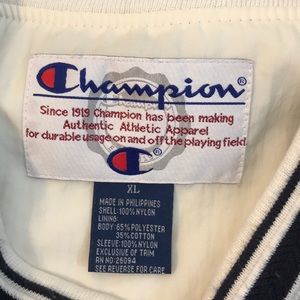 Champion®
Since 1919 Champion has been making
Authentic Athletic Apparel
for durable usage on and off the playing field
XL
MADE IN PHILIPPINES
SHELL: 100% NYLON
LINING:
BODY: 65% POLYESTER
35% COTTON
SLEEVE: 100% NYLON
EXCLUSIVE OF TRIM
RN NO: 26094
SEE REVERSE FOR CARE